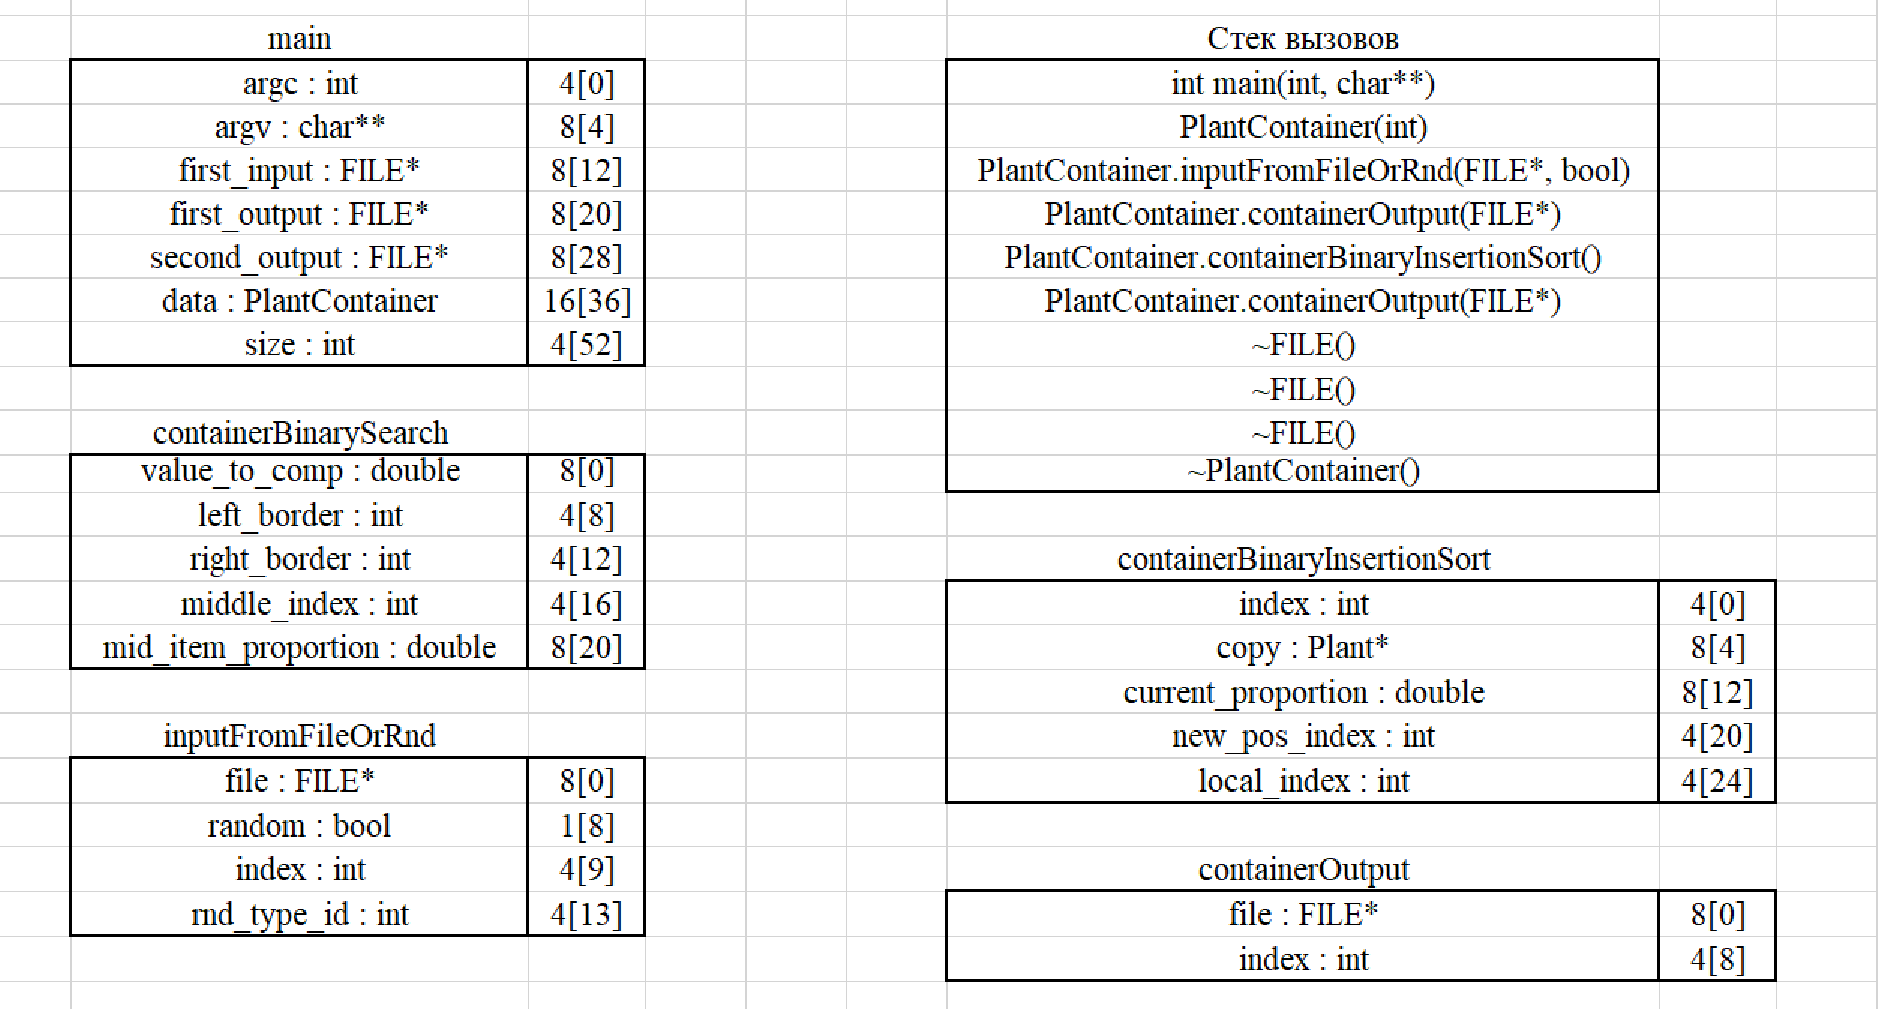 main
argc : int 4[0]
argv : char** 8[4]
first_input : FILE* 8[12]
first_output : FILE* 8[20]
second_output : FILE* 8[28]
data : PlantContainer 16[36]
size : int 4[52]
containerBinarySearch
value_to_comp : double 8[0]
left_border : int 4[8]
right_border : int 4[12]
middle_index : int 4[16]
mid_item_proportion : double 8[20]
inputFromFileOrRnd
file : FILE* 8[0]
random : bool 1[8]
index : int 4[9]
rnd_type_id : int 4[13]
Стек вызовов
int main(int, char**)
PlantContainer(int)
PlantContainer.inputFromFileOrRnd(FILE*, bool)
PlantContainer.containerOutput(FILE*)
PlantContainer.containerBinaryInsertionSort()
PlantContainer.containerOutput(FILE*)
~FILE()
~FILE()
~FILE()
~PlantContainer()
containerBinaryInsertionSort
index : int 4[0]
copy : Plant* 8[4]
current_proportion : double 8[12]
new_pos_index : int 4[20]
local_index : int 4[24]
containerOutput
file : FILE* 8[0]
index : int 4[8]